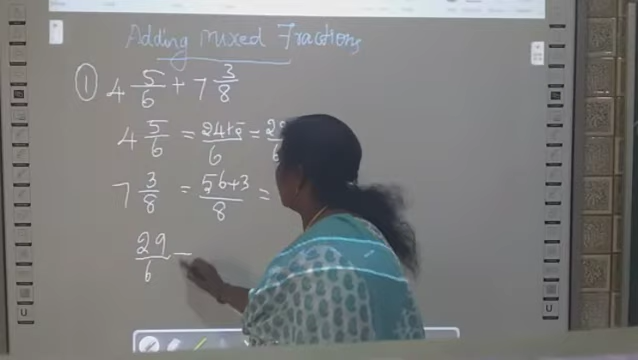 Adding Mixed Fractions
① 4 5/6 + 7 3/8
4 5/6 = 24+5/6 =
7 3/8 = 56+3/8 =
29/6 –